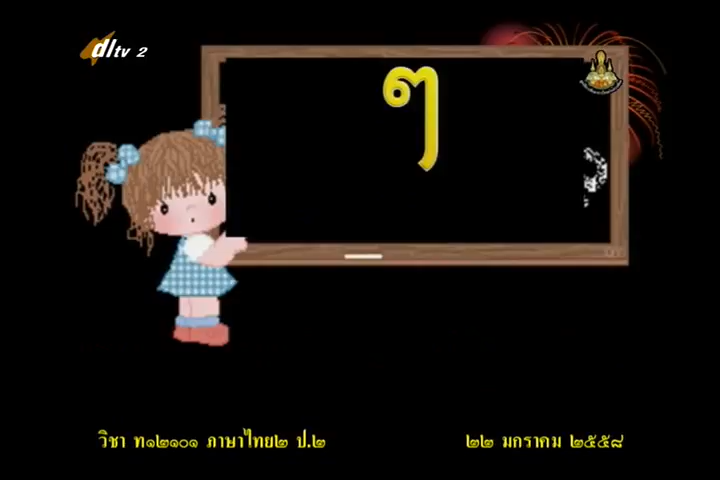 dltv 2
ๆ
วิชา ท๑๒๑๐๑ ภาษาไทย๒ ป.๒
๒๒ มกราคม ๒๕๕๘